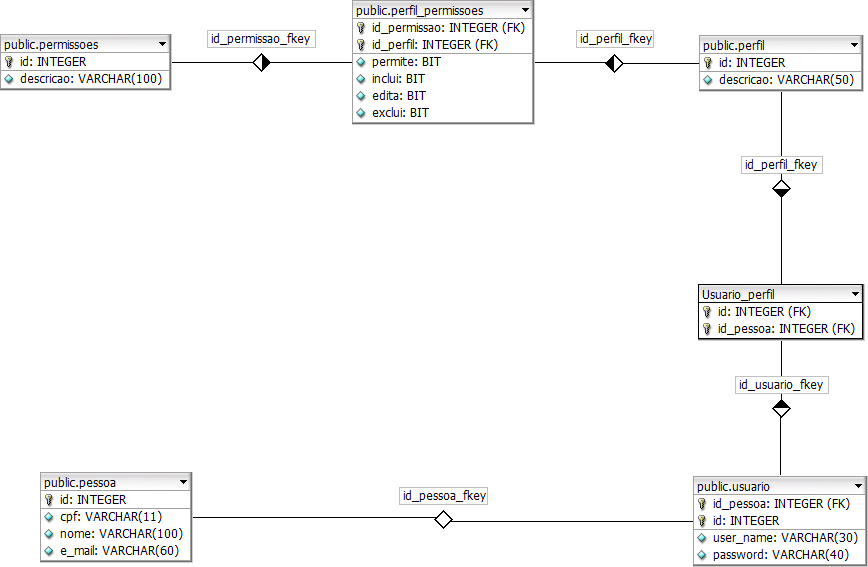 public.permissoes
id: INTEGER
descricao: VARCHAR(100)
id_permissao_fkey
public.perfil_permissoes
id_permissao: INTEGER (FK)
id_perfil: INTEGER (FK)
permite: BIT
inclui: BIT
edita: BIT
exclui: BIT
id_perfil_fkey
public.perfil
id: INTEGER
descricao: VARCHAR(50)
id_perfil_fkey
Usuario_perfil
id: INTEGER (FK)
id_pessoa: INTEGER (FK)
id_usuario_fkey
public.pessoa
id: INTEGER
cpf: VARCHAR(11)
nome: VARCHAR(100)
e_mail: VARCHAR(60)
id_pessoa_fkey
public.usuario
id_pessoa: INTEGER (FK)
id: INTEGER
user_name: VARCHAR(30)
password: VARCHAR(40)